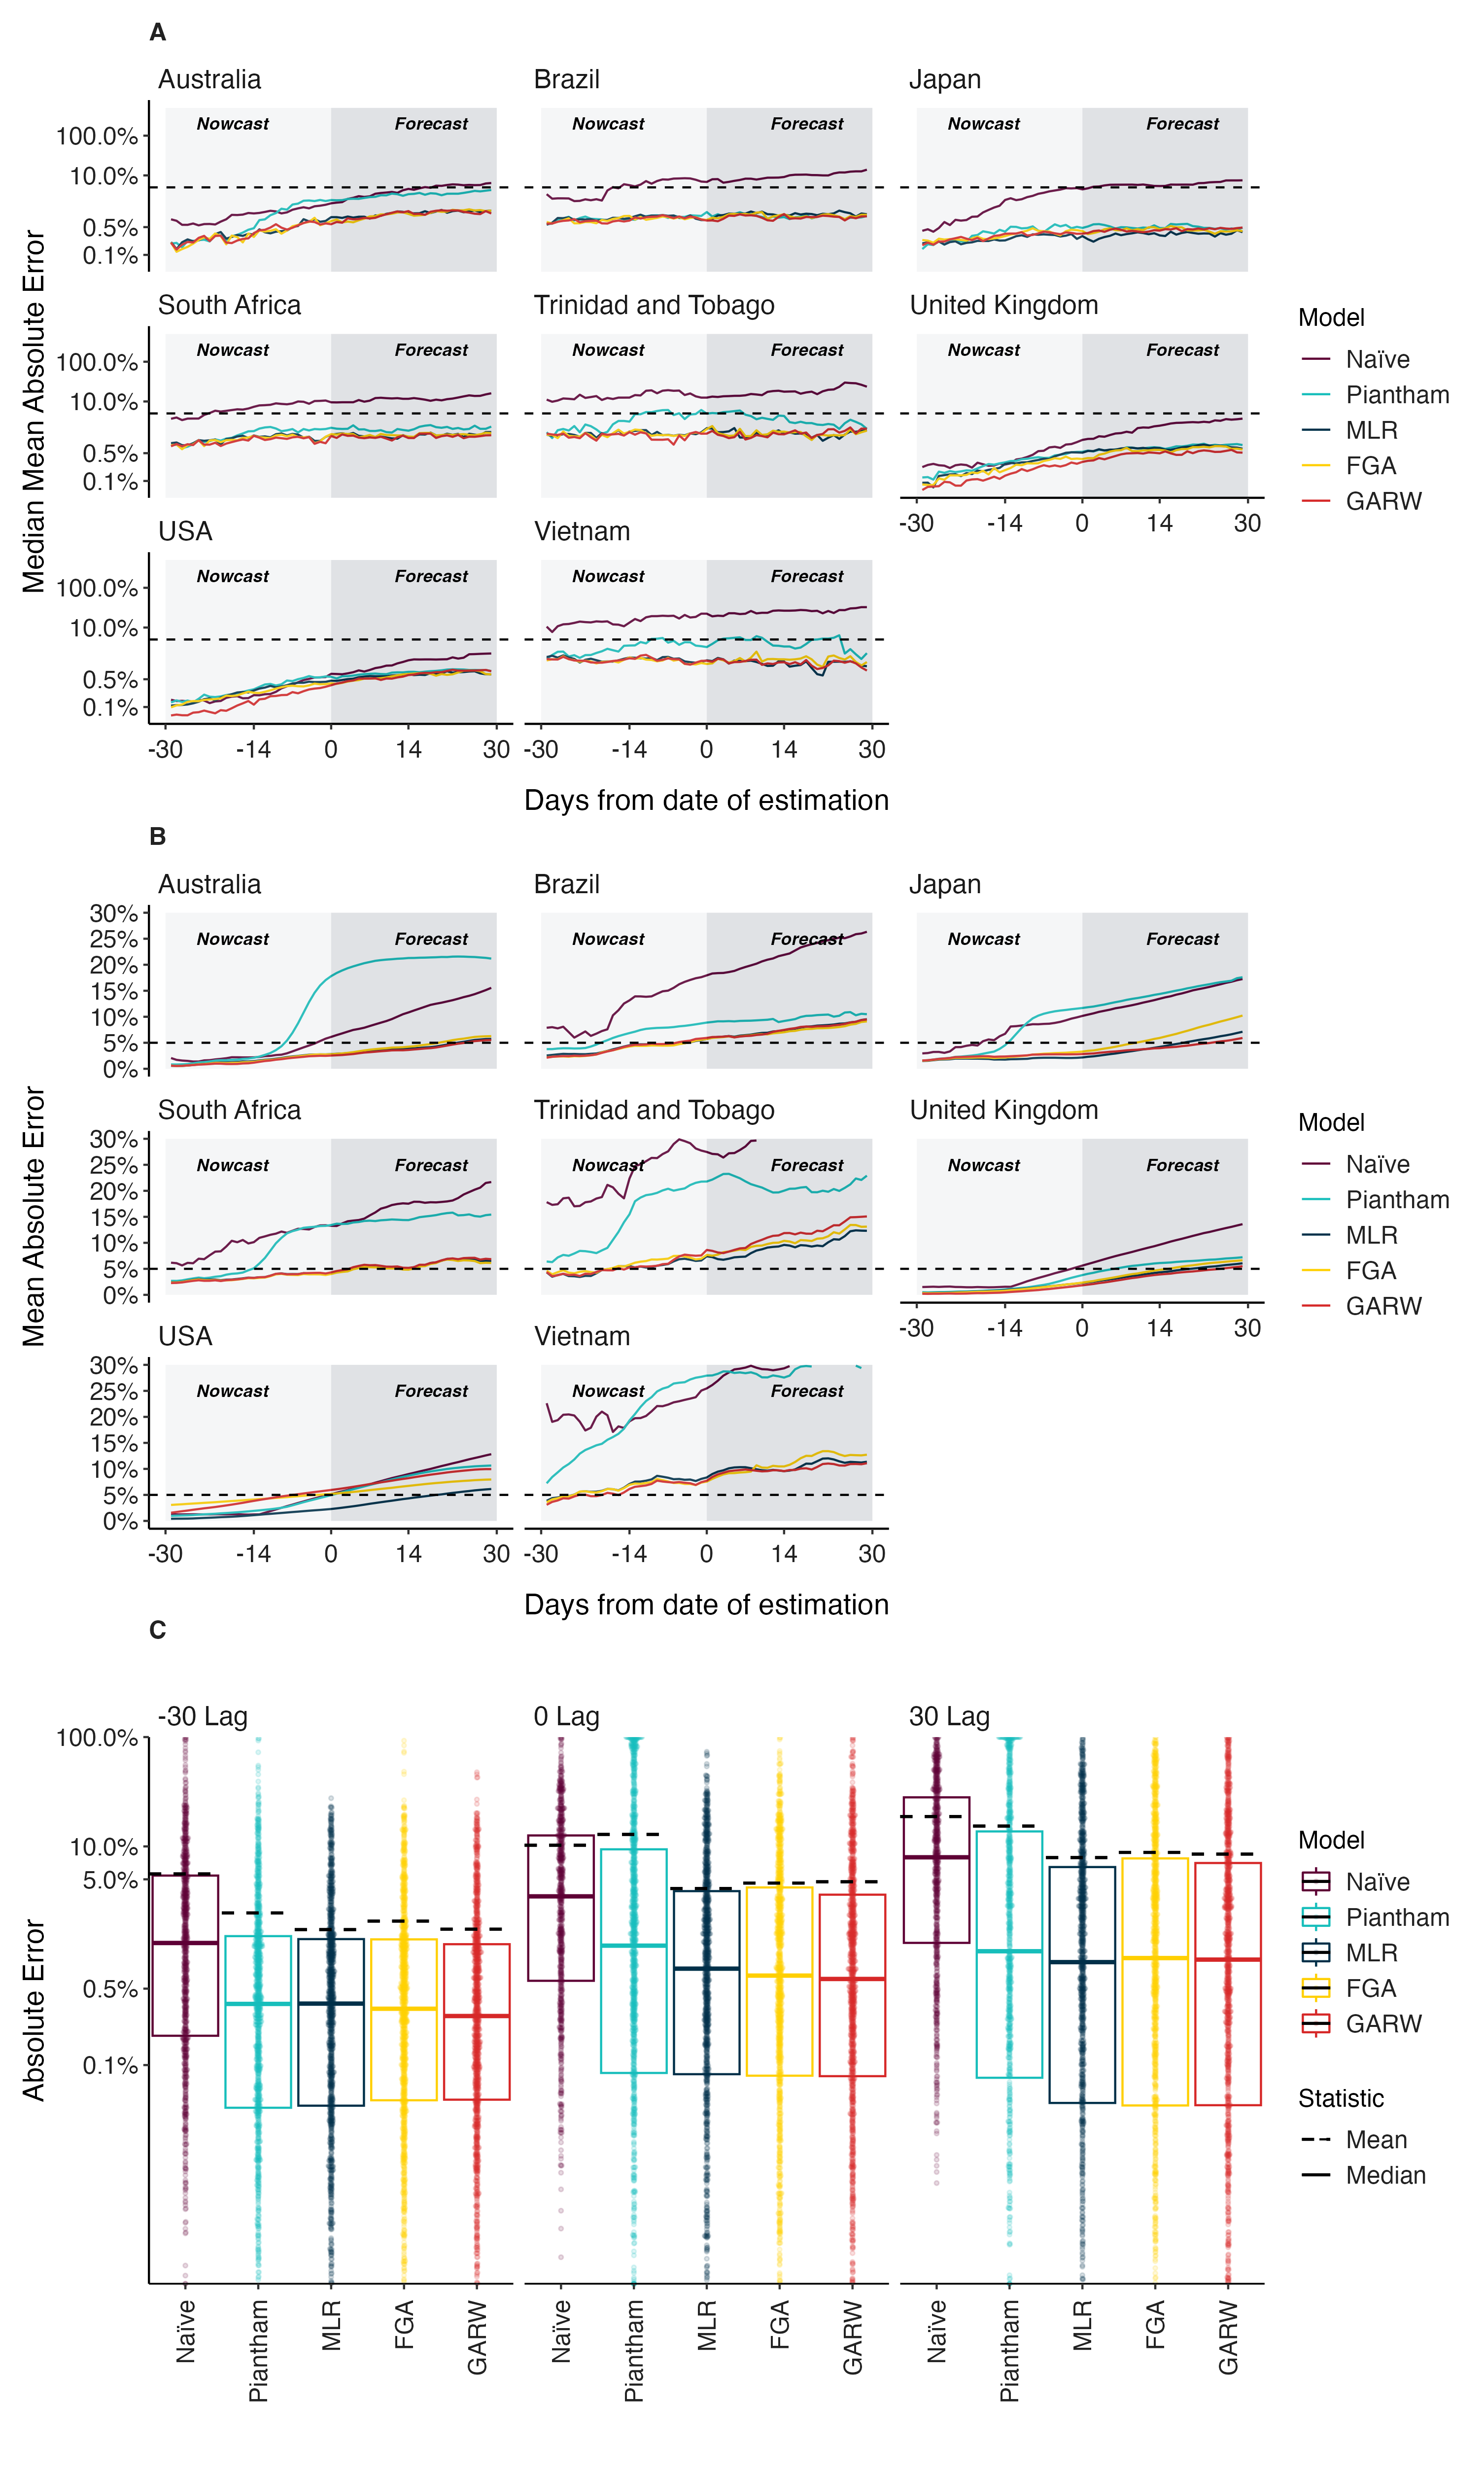 A
Australia
Brazil
Japan
Nowcast Forecast
Nowcast Forecast
Nowcast Forecast
100.0%
10.0%
0.5%
0.1%
South Africa
Trinidad and Tobago
United Kingdom
Nowcast Forecast
Nowcast Forecast
Nowcast Forecast
100.0%
10.0%
0.5%
0.1%
-30 -14 0 14 30
USA
Vietnam
Nowcast Forecast
Nowcast Forecast
100.0%
10.0%
0.5%
0.1%
-30 -14 0 14 30
-30 -14 0 14 30
Median Mean Absolute Error
Days from date of estimation
Model
Naïve
Piantham
MLR
FGA
GARW
B
Australia
Brazil
Japan
Nowcast Forecast
Nowcast Forecast
Nowcast Forecast
30%
25%
20%
15%
10%
5%
0%
South Africa
Trinidad and Tobago
United Kingdom
Nowcast Forecast
Nowcast Forecast
Nowcast Forecast
30%
25%
20%
15%
10%
5%
0%
-30 -14 0 14 30
USA
Vietnam
Nowcast Forecast
Nowcast Forecast
30%
25%
20%
15%
10%
5%
0%
-30 -14 0 14 30
-30 -14 0 14 30
Mean Absolute Error
Days from date of estimation
Model
Naïve
Piantham
MLR
FGA
GARW
C
-30 Lag
0 Lag
30 Lag
100.0%
10.0%
5.0%
0.5%
0.1%
Absolute Error
Naïve
Piantham
MLR
FGA
GARW
Naïve
Piantham
MLR
FGA
GARW
Naïve
Piantham
MLR
FGA
GARW
Model
Naïve
Piantham
MLR
FGA
GARW
Statistic
Mean
Median